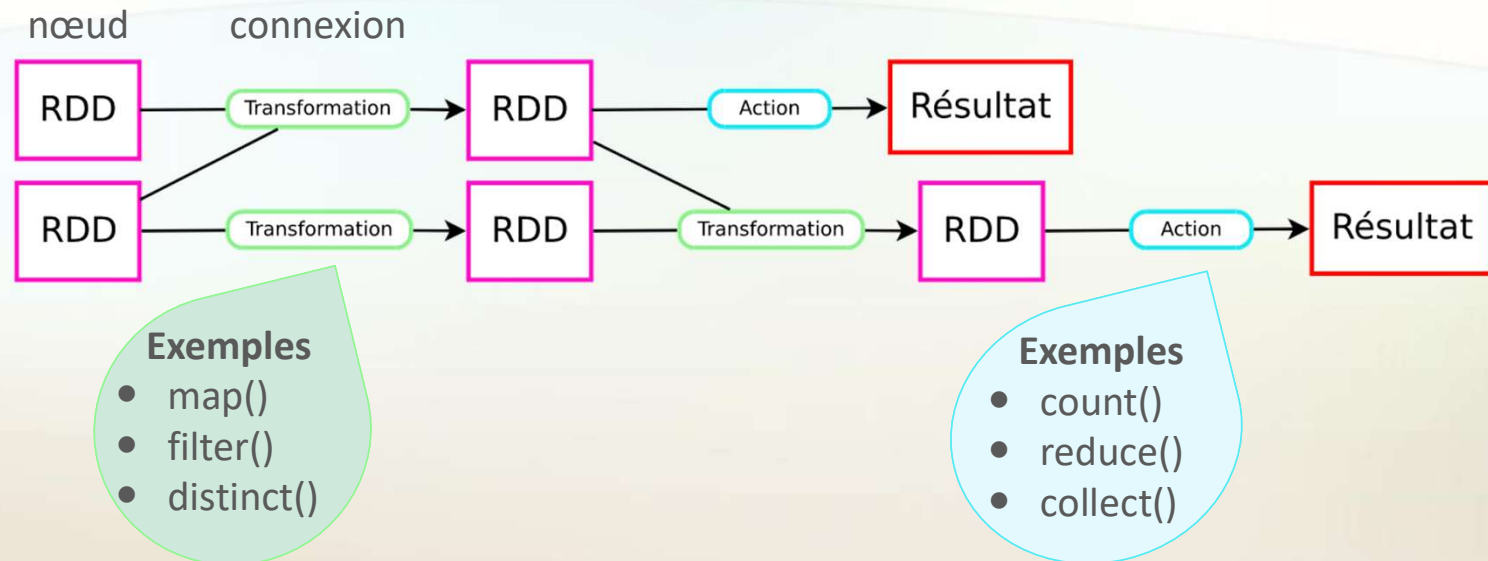 nœud connexion
RDD Transformation RDD Action Résultat
RDD Transformation RDD Transformation RDD Action Résultat
Exemples
• map()
• filter()
• distinct()
Exemples
• count()
• reduce()
• collect()